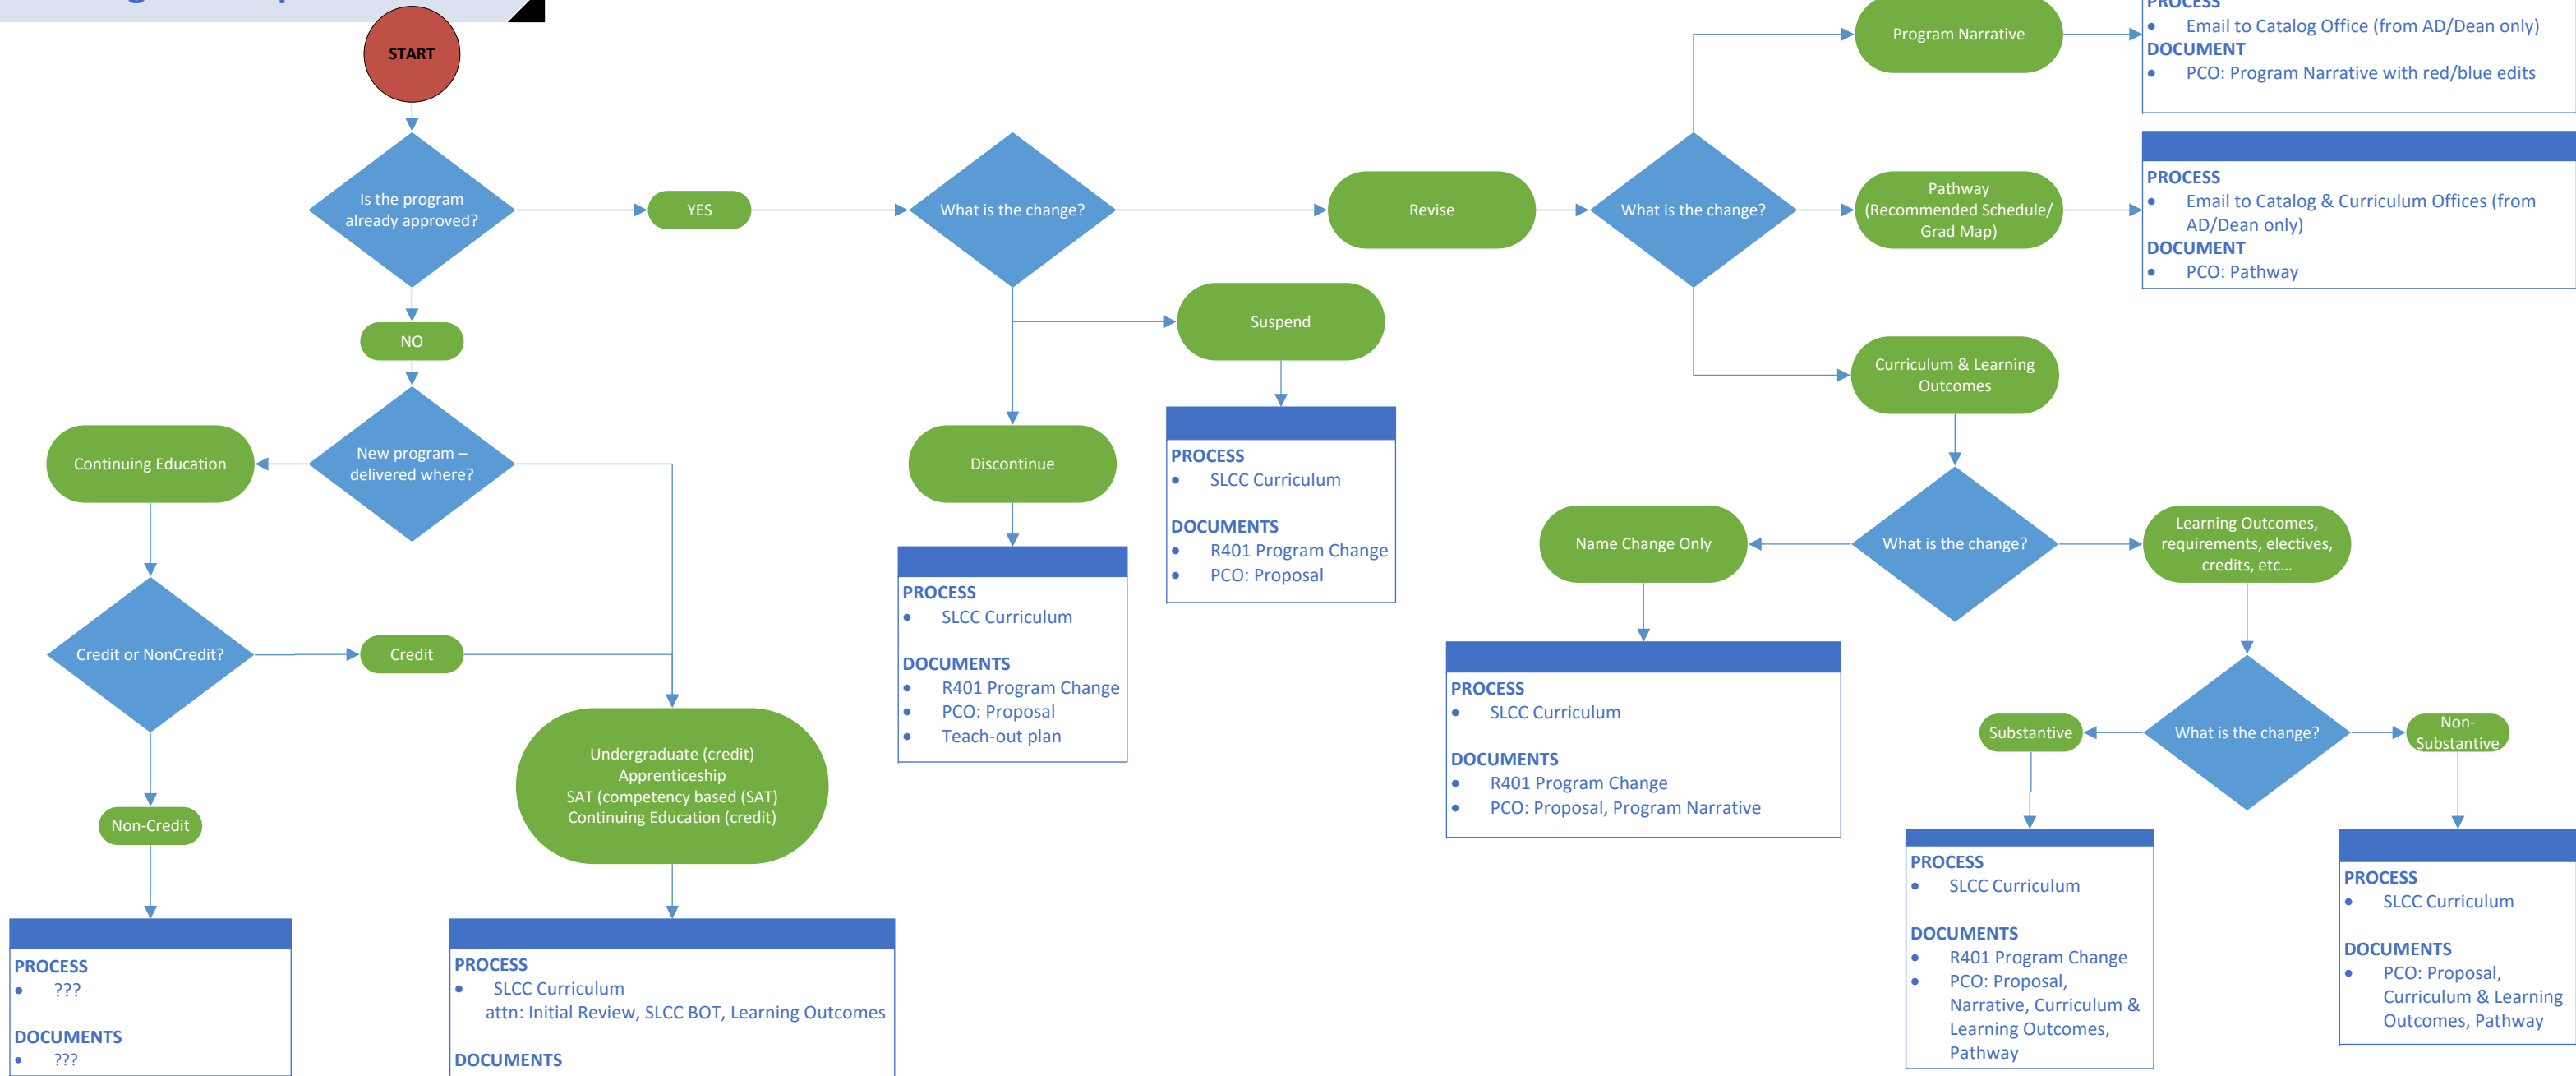 START
PROCESS
• Email to Catalog Office (from AD/Dean only)
DOCUMENT
• PCO: Program Narrative with red/blue edits
Program Narrative
Is the program
already approved?
YES
What is the change?
Revise
What is the change?
Pathway
(Recommended Schedule/
Grad Map)
PROCESS
• Email to Catalog & Curriculum Offices (from
AD/Dean only)
DOCUMENT
• PCO: Pathway
NO
Suspend
Curriculum & Learning
Outcomes
Continuing Education
New program –
delivered where?
Discontinue
PROCESS
• SLCC Curriculum
DOCUMENTS
• R401 Program Change
• PCO: Proposal
Name Change Only
What is the change?
Learning Outcomes,
requirements, electives,
credits, etc…
PROCESS
• SLCC Curriculum
DOCUMENTS
• R401 Program Change
• PCO: Proposal
• Teach-out plan
Credit or NonCredit?
Credit
PROCESS
• SLCC Curriculum
DOCUMENTS
• R401 Program Change
• PCO: Proposal, Program Narrative
Substantive
What is the change?
Non-
Substantive
Undergraduate (credit)
Apprenticeship
SAT (competency based (SAT)
Continuing Education (credit)
Non-Credit
PROCESS
• SLCC Curriculum
DOCUMENTS
• R401 Program Change
• PCO: Proposal,
Narrative, Curriculum &
Learning Outcomes,
Pathway
PROCESS
• SLCC Curriculum
DOCUMENTS
• PCO: Proposal,
Curriculum & Learning
Outcomes, Pathway
PROCESS
• ???
DOCUMENTS
• ???
PROCESS
• SLCC Curriculum
attn: Initial Review, SLCC BOT, Learning Outcomes
DOCUMENTS